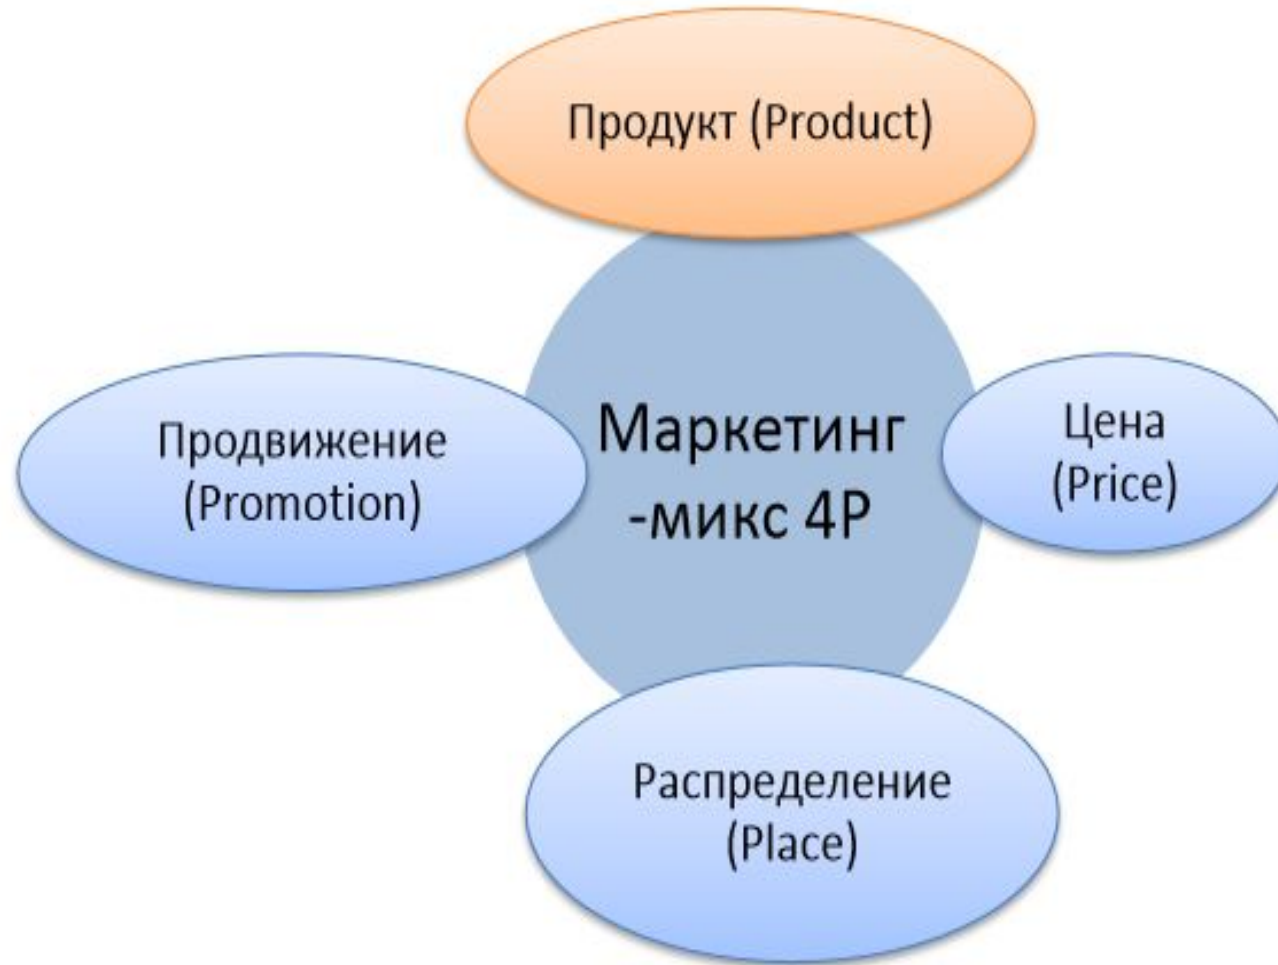 Продукт (Product)
Продвижение
(Promotion)
Маркетинг
-микс 4P
Цена
(Price)
Распределение
(Place)